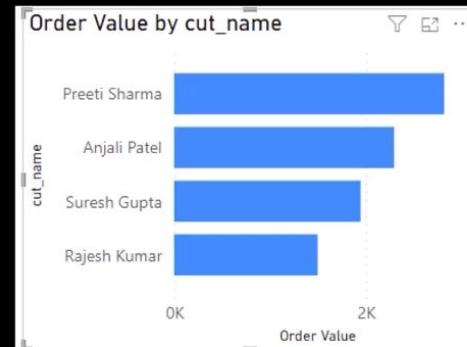 Order Value by cut_name
cut_name
Preeti Sharma
Anjali Patel
Suresh Gupta
Rajesh Kumar
0K 2K
Order Value